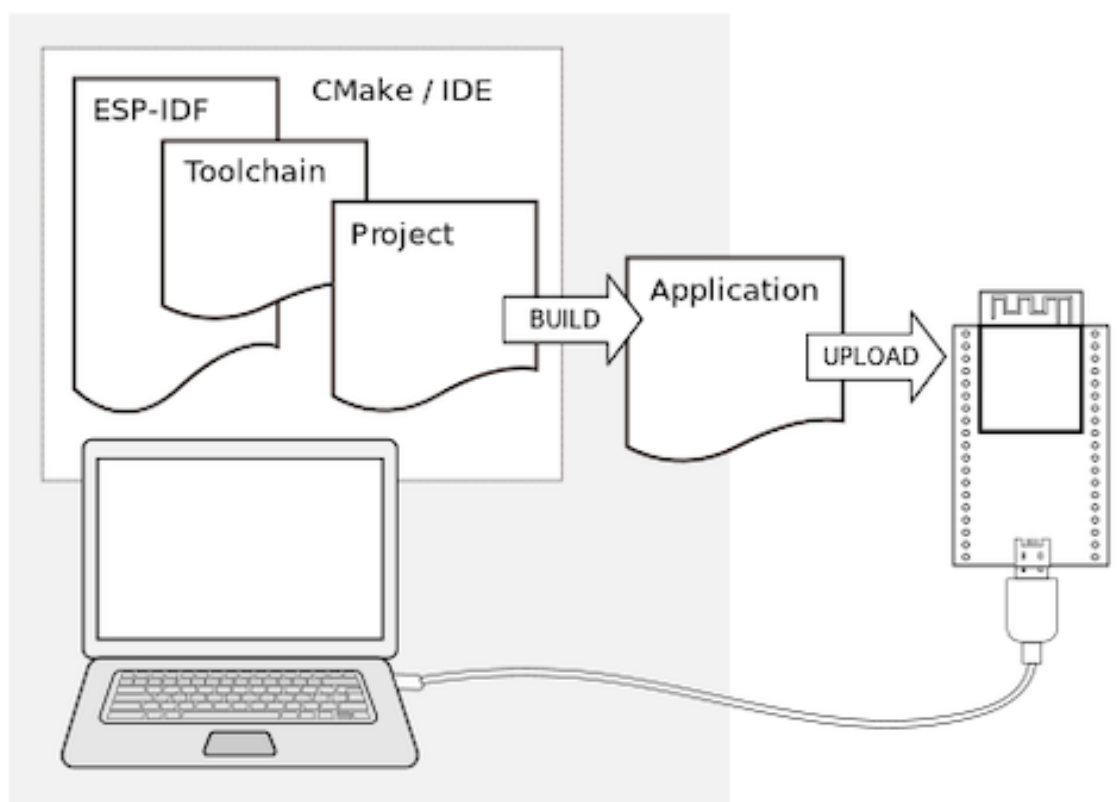 CMake / IDE
ESP-IDF
Toolchain
Project
BUILD
Application
UPLOAD